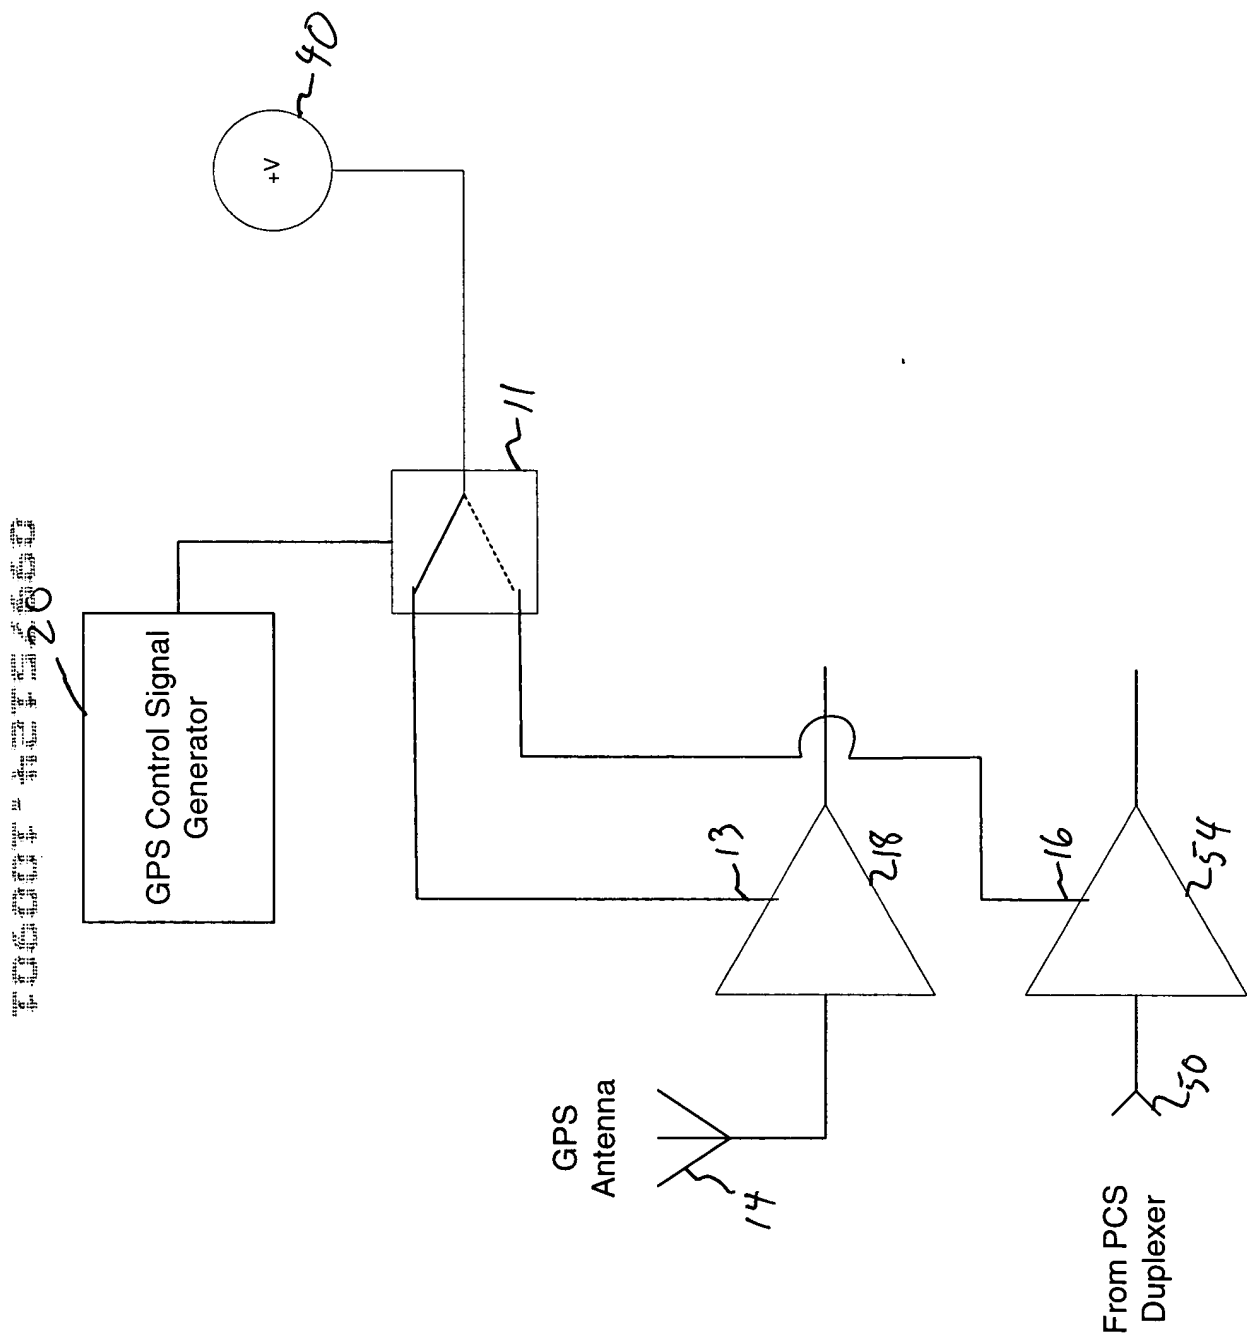 GPS Control Signal
Generator
20
+V
40
11
GPS
Antenna
14
13
218
From PCS
Duplexer
250
16
254